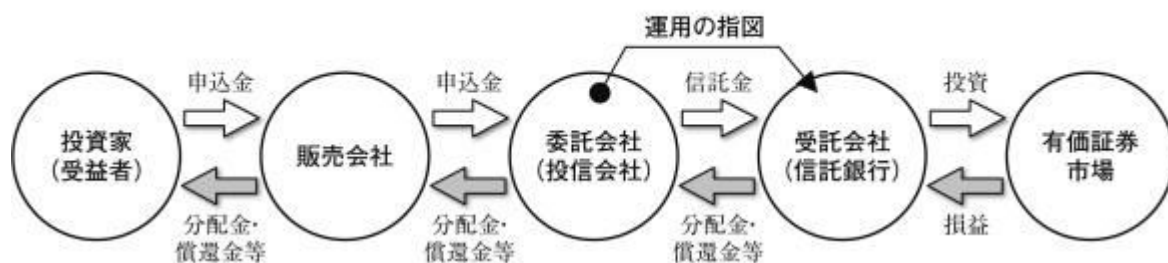 運用の指図
申込金
申込金
信託金
投資
投資家
(受益者)
販売会社
委託会社
(投信会社)
受託会社
(信託銀行)
有価証券
市場
分配金・
償還金等
分配金・
償還金等
分配金・
償還金等
損益